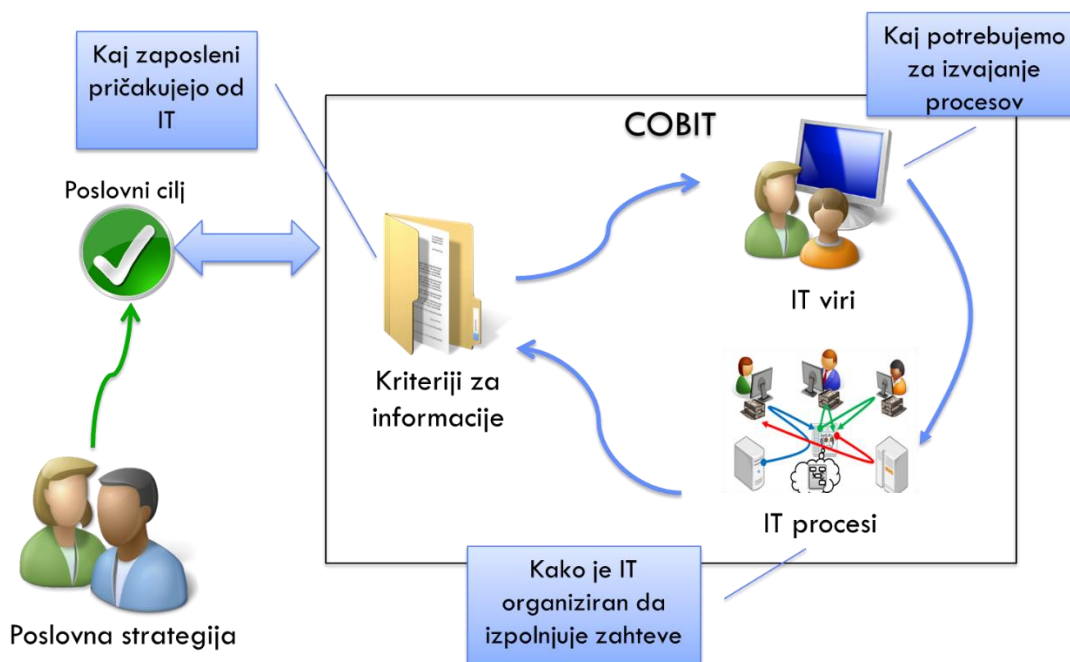 Kaj zaposleni
pričakujejo od
IT
Kaj potrebujemo
za izvajanje
procesov
COBIT
Poslovni cilj
IT viri
Kriteriji za
informacije
IT procesi
Kako je IT
organiziran da
izpolnjuje zahteve
Poslovna strategija